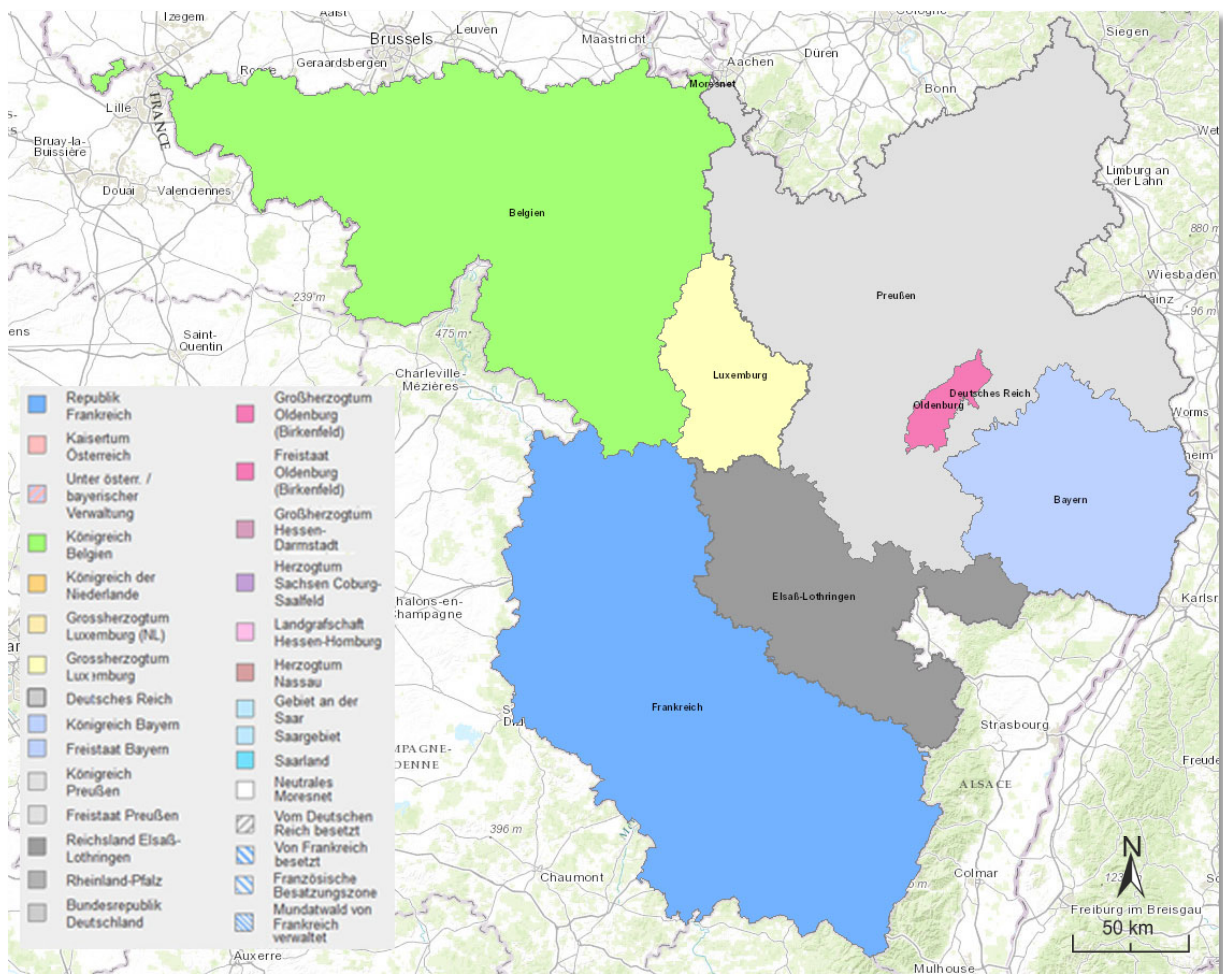 Izegem
Aalst
Brussels
Leuven
Maastricht
Cologne
Siegen
Geraardsbergen
Düren
Aachen
Moresnet
Bonn
Lille
FRANCE
Bruay-la-
Buissière
Douai
Valenciennes
Limburg an
der Lahn
Belgien
880 m
Wiesbaden
Preußen
239 m
96 m
Saint-
Quentin
475 m
Charleville-
Mézières
Luxemburg
Deutsches Reich
Oldenburg
Worms
Bayern
Elsaß-Lothringen
Châlons-en-
Champagne
Karlsr
Frankreich
Strasbourg
Freude
ALSACE
396 m
Chaumont
Colmar
Freiburg im Breisgau
Auxerre
Mulhouse
N
50 km
Republik
Frankreich
Kaisertum
Österreich
Unter österr. /
bayerischer
Verwaltung
Königreich
Belgien
Königreich der
Niederlande
Grossherzogtum
Luxemburg (NL)
Grossherzogtum
Luxemburg
Deutsches Reich
Königreich Bayern
Freistaat Bayern
Königreich
Preußen
Freistaat Preußen
Reichsland Elsaß-
Lothringen
Rheinland-Pfalz
Bundesrepublik
Deutschland
Großherzogtum
Oldenburg
(Birkenfeld)
Freistaat
Oldenburg
(Birkenfeld)
Großherzogtum
Hessen-
Darmstadt
Herzogtum
Sachsen Coburg-
Saalfeld
Landgrafschaft
Hessen-Homburg
Herzogtum
Nassau
Gebiet an der
Saar
Saargebiet
Saarland
Neutrales
Moresnet
Vom Deutschen
Reich besetzt
Von Frankreich
besetzt
Französische
Besatzungszone
Mundatwald von
Frankreich
verwaltet